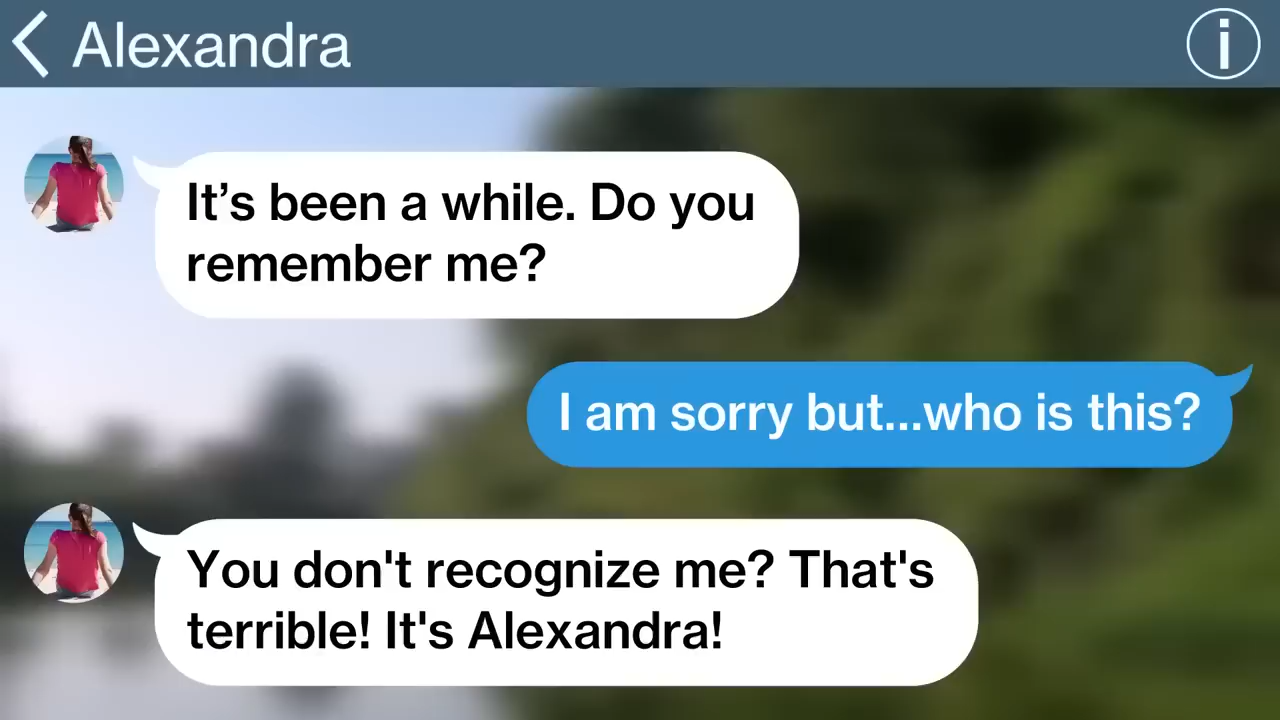 Alexandra
It’s been a while. Do you
remember me?
I am sorry but...who is this?
You don't recognize me? That's
terrible! It's Alexandra!